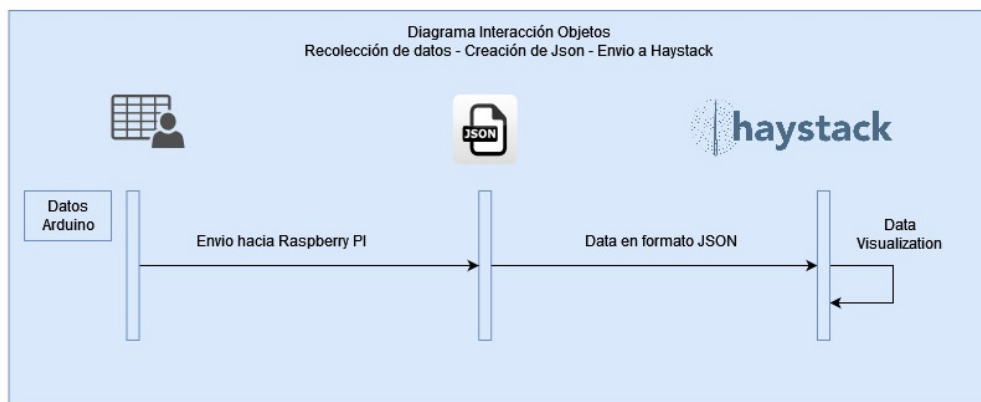 Diagrama Interacción Objetos
Recolección de datos - Creación de Json - Envio a Haystack
JSON
haystack
Datos
Arduino
Envio hacia Raspberry PI
Data en formato JSON
Data
Visualization